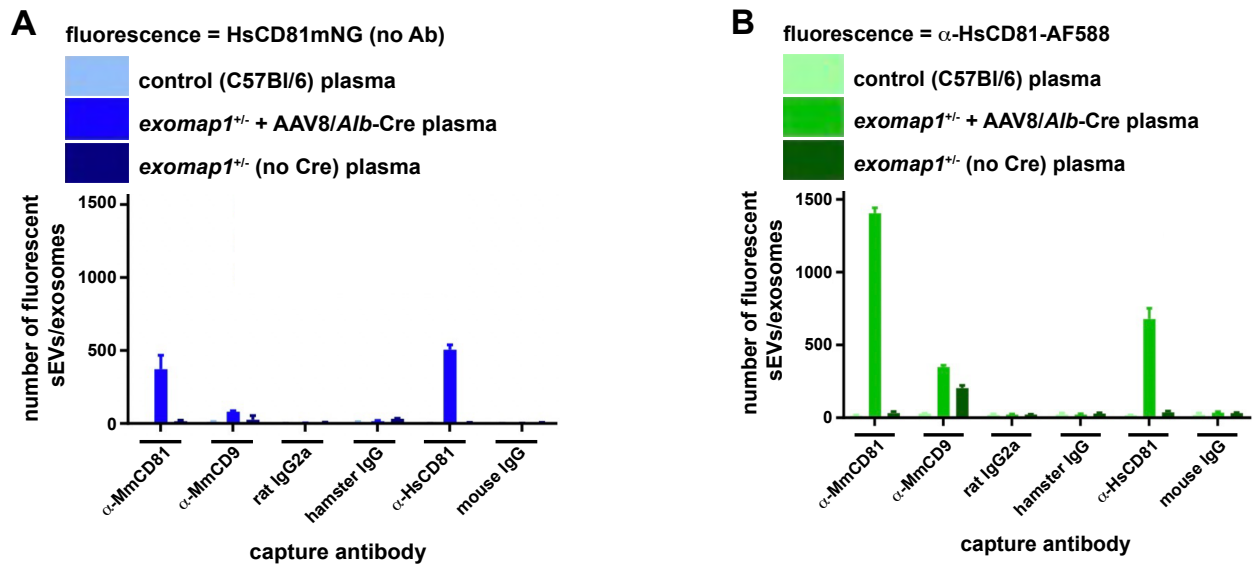 A
fluorescence = HsCD81mNG (no Ab)
control (C57Bl/6) plasma
exomap1+/- + AAV8/Alb-Cre plasma
exomap1+/- (no Cre) plasma
number of fluorescent
sEVs/exosomes
1500
1000
500
0
α-MmCD81
α-MmCD9
rat IgG2a
hamster IgG
α-HsCD81
mouse IgG
capture antibody
B
fluorescence = α-HsCD81-AF588
control (C57Bl/6) plasma
exomap1+/- + AAV8/Alb-Cre plasma
exomap1+/- (no Cre) plasma
number of fluorescent
sEVs/exosomes
1500
1000
500
0
α-MmCD81
α-MmCD9
rat IgG2a
hamster IgG
α-HsCD81
mouse IgG
capture antibody